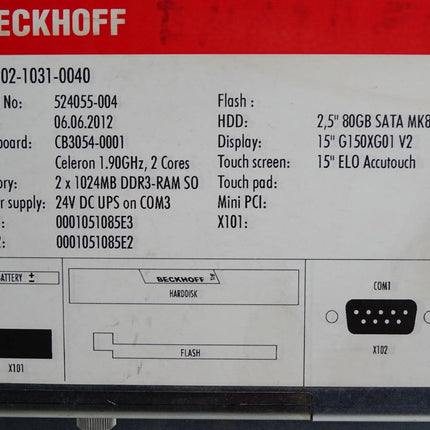 ECKHOFF
02-1031-0040
No: 524055-004 Flash :
: 06.06.2012 HDD: 2,5" 80GB SATA MK8
board: CB3054-0001 Display: 15" G150XG01 V2
Celeron 1.90GHz, 2 Cores Touch screen: 15" ELO Accutouch
ry: 2 x 1024MB DDR3-RAM SO Touch pad:
r supply: 24V DC UPS on COM3 Mini PCI:
: 0001051085E3 X101:
2: 0001051085E2
ATTERY ±
BECKHOFF
HARDDISK
COM1
FLASH
X101
X102